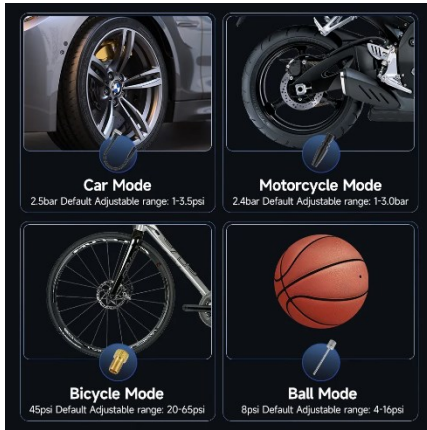 Car Mode
2.5bar Default Adjustable range: 1-3.5psi
Motorcycle Mode
2.4bar Default Adjustable range: 1-3.0bar
Bicycle Mode
45psi Default Adjustable range: 20-65psi
Ball Mode
8psi Default Adjustable range: 4-16psi